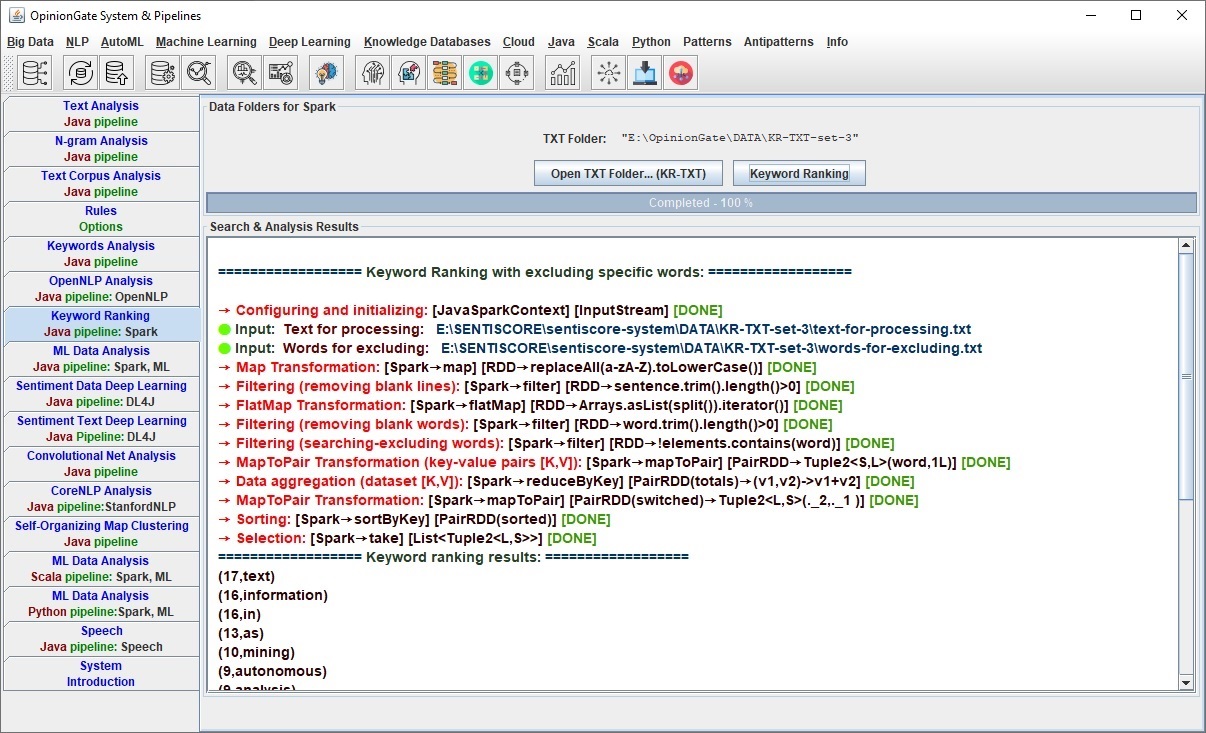 OpinionGate System & Pipelines
Big Data NLP AutoML Machine Learning Deep Learning Knowledge Databases Cloud Java Scala Python Patterns Antipatterns Info
Text Analysis
Java pipeline
N-gram Analysis
Java pipeline
Text Corpus Analysis
Java pipeline
Rules
Options
Keywords Analysis
Java pipeline
OpenNLP Analysis
Java pipeline: OpenNLP
Keyword Ranking
Java pipeline: Spark
ML Data Analysis
Java pipeline: Spark, ML
Sentiment Data Deep Learning
Java pipeline: DL4J
Sentiment Text Deep Learning
Java Pipeline: DL4J
Convolutional Net Analysis
Java pipeline
CoreNLP Analysis
Java pipeline:StanfordNLP
Self-Organizing Map Clustering
Java pipeline
ML Data Analysis
Scala pipeline: Spark, ML
ML Data Analysis
Python pipeline:Spark, ML
Speech
Java pipeline: Speech
System
Introduction
Data Folders for Spark
TXT Folder: "E:\OpinionGate\DATA\KR-TXT-set-3"
Open TXT Folder... (KR-TXT) Keyword Ranking
Completed - 100 %
Search & Analysis Results
================== Keyword Ranking with excluding specific words: ==================
→ Configuring and initializing: [JavaSparkContext] [InputStream] [DONE]
Input: Text for processing: E:\SENTISCORE\sentiscore-system\DATA\KR-TXT-set-3\text-for-processing.txt
Input: Words for excluding: E:\SENTISCORE\sentiscore-system\DATA\KR-TXT-set-3\words-for-excluding.txt
→ Map Transformation: [Spark→map] [RDD→replaceAll(a-zA-Z).toLowerCase()] [DONE]
→ Filtering (removing blank lines): [Spark→filter] [RDD→sentence.trim().length()>0] [DONE]
→ FlatMap Transformation: [Spark→flatMap] [RDD→Arrays.asList(split()).iterator()] [DONE]
→ Filtering (removing blank words): [Spark→filter] [RDD→word.trim().length()>0] [DONE]
→ Filtering (searching-excluding words): [Spark→filter] [RDD→!elements.contains(word)] [DONE]
→ MapToPair Transformation (key-value pairs [K,V]): [Spark→mapToPair] [PairRDD→Tuple2<S,L>(word,1L)] [DONE]
→ Data aggregation (dataset [K,V]): [Spark→reduceByKey] [PairRDD(totals)→(v1,v2)->v1+v2] [DONE]
→ MapToPair Transformation: [Spark→mapToPair] [PairRDD(switched)→Tuple2<L,S>(._2,._1 )] [DONE]
→ Sorting: [Spark→sortByKey] [PairRDD(sorted)] [DONE]
→ Selection: [Spark→take] [List<Tuple2<L,S>>] [DONE]
================== Keyword ranking results: ==================
(17,text)
(16,information)
(16,in)
(13,as)
(10,mining)
(9,autonomous)
(9,analysis)